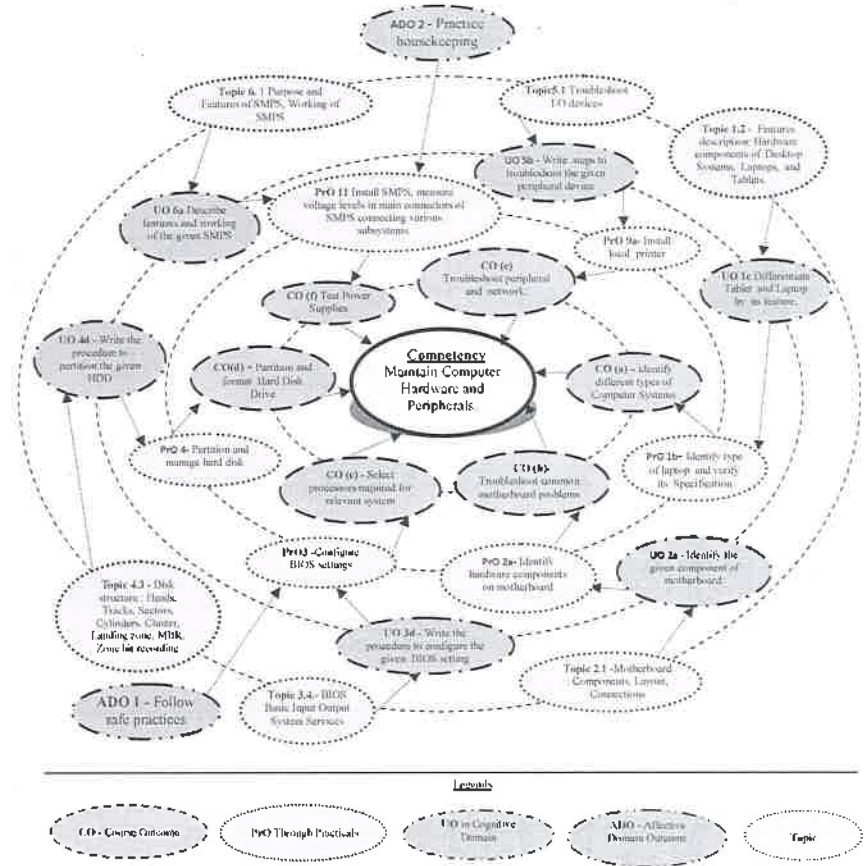 ADO 2 - Practice
housekeeping
Topic 6. 1 Purpose and
Features of SMPS, Working of
SMPS
Topic5.1 Troubleshoot
I/O devices
Topic 1.2 - Features
description: Hardware
components of Desktop
Systems, Laptops, and
Tablets.
UO 6a Describe
features and working
of the given SMPS
PrO 11 Install SMPS, measure
voltage levels in main connectors of
SMPS connecting various
subsystems.
UO 5b - Write steps to
troubleshoot the given
peripheral device
PrO 9a- Install
local printer
UO 1c Differentiate
Tablet and Laptop
by its feature.
CO (f) Test Power
Supplies
CO (e)
Troubleshoot peripheral
and network.
UO 4d - Write the
procedure to
partition the given
HDD
CO(d) - Partition and
format Hard Disk
Drive
Competency
Maintain Computer
Hardware and
Peripherals
CO (a) - identify
different types of
Computer Systems
PrO 4- Partition and
manage hard disk
CO (c) - Select
processors required for
relevant system
CO (b)-
Troubleshoot common
motherboard problems
PrO 1b- Identify type
of laptop and verify
its Specification
PrO3 -Configure
BIOS settings
PrO 2a- Identify
hardware components
on motherboard
UO 2a - Identify the
given component of
motherboard
Topic 4.3 - Disk
structure : Heads,
Tracks, Sectors,
Cylinders, Cluster,
Landing zone, MBR,
Zone bit recording
UO 3d - Write the
procedure to configure the
given BIOS setting
Topic 2.1 -Motherboard
Components, Layout,
Connections
ADO 1 - Follow
safe practices
Topic 3.4.- BIOS
Basic Input Output
System Services
Legends
CO - Course Outcome
PrO Through Practicals
UO in Cognitive
Domain
ADO - Affective
Domain Outcome
Topic